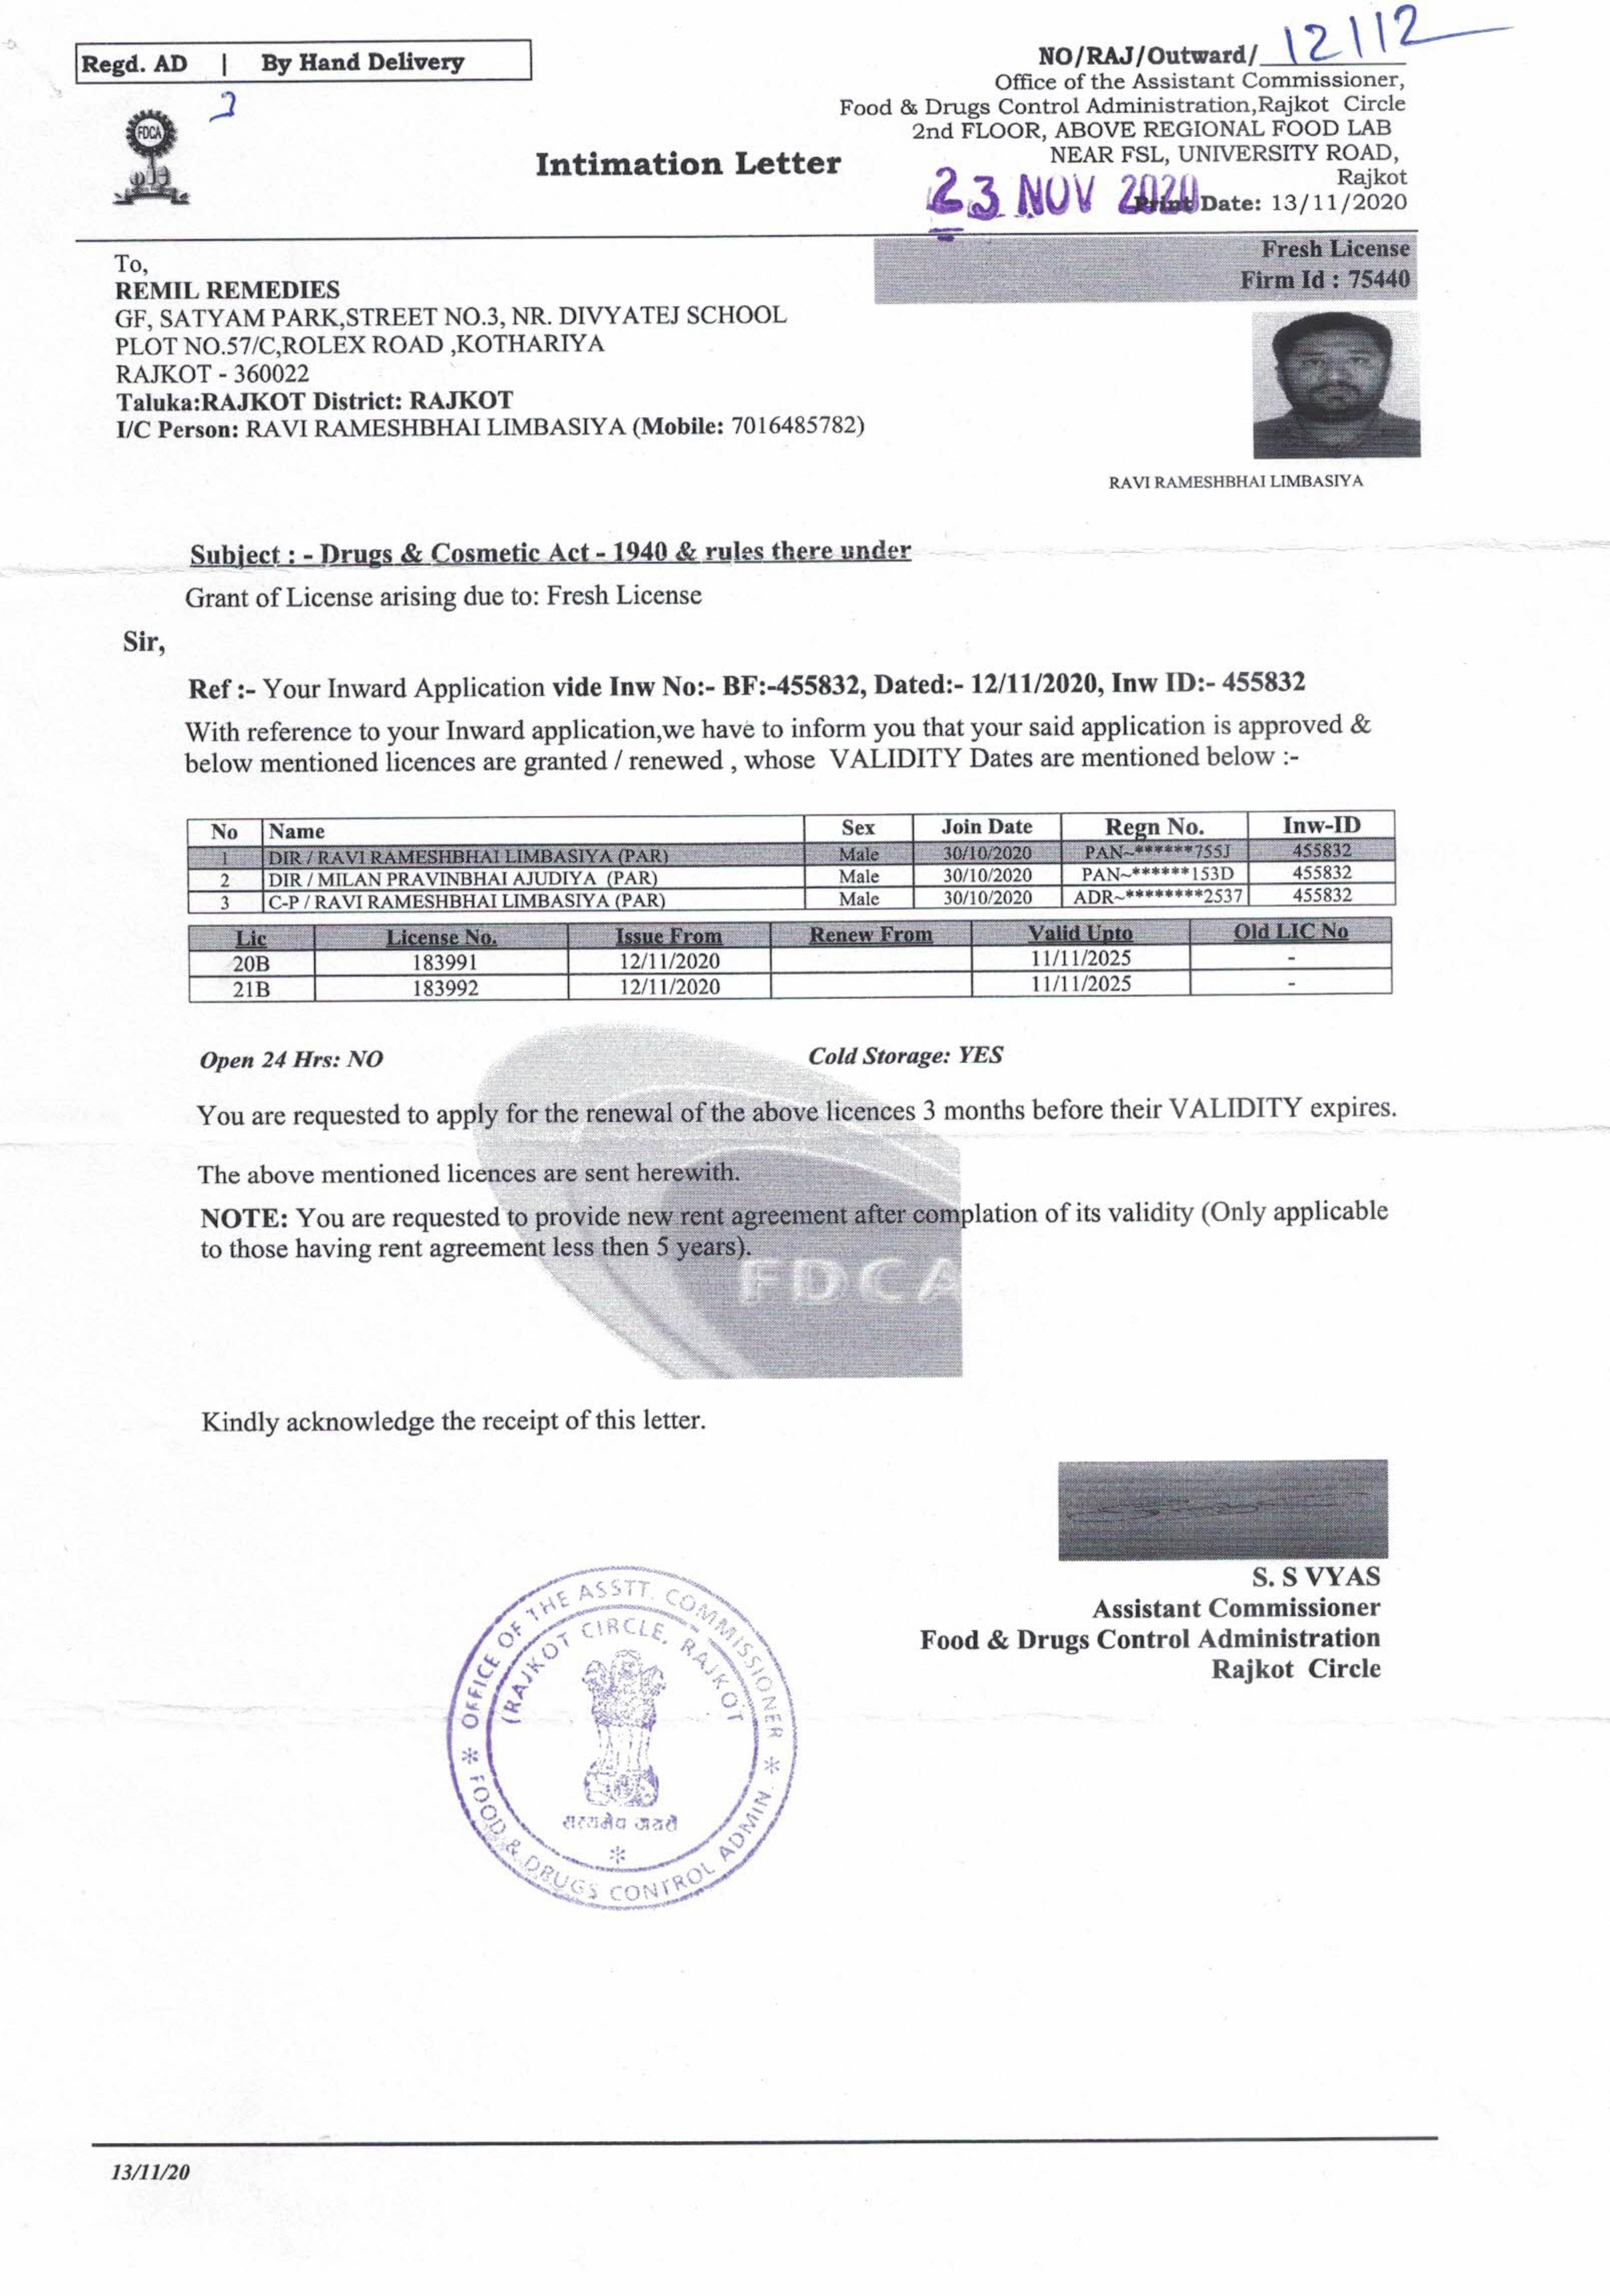 Regd. AD | By Hand Delivery
3
FDCA
Intimation Letter
NO/RAJ/Outward/ 12112
Office of the Assistant Commissioner,
Food & Drugs Control Administration,Rajkot Circle
2nd FLOOR, ABOVE REGIONAL FOOD LAB
NEAR FSL, UNIVERSITY ROAD,
Rajkot
23 NOV 2020
Print Date: 13/11/2020
Fresh License
Firm Id : 75440
To,
REMIL REMEDIES
GF, SATYAM PARK,STREET NO.3, NR. DIVYATEJ SCHOOL
PLOT NO.57/C,ROLEX ROAD ,KOTHARIYA
RAJKOT - 360022
Taluka:RAJKOT District: RAJKOT
I/C Person: RAVI RAMESHBHAI LIMBASIYA (Mobile: 7016485782)
RAVI RAMESHBHAI LIMBASIYA
Subject : - Drugs & Cosmetic Act - 1940 & rules there under
Grant of License arising due to: Fresh License
Sir,
Ref :- Your Inward Application vide Inw No:- BF:-455832, Dated:- 12/11/2020, Inw ID:- 455832
With reference to your Inward application,we have to inform you that your said application is approved &
below mentioned licences are granted / renewed , whose VALIDITY Dates are mentioned below :-
No Name Sex Join Date Regn No. Inw-ID
1 DIR / RAVI RAMESHBHAI LIMBASIYA (PAR) Male 30/10/2020 PAN~******755J 455832
2 DIR / MILAN PRAVINBHAI AJUDIYA (PAR) Male 30/10/2020 PAN~******153D 455832
3 C-P / RAVI RAMESHBHAI LIMBASIYA (PAR) Male 30/10/2020 ADR~********2537 455832
Lic License No. Issue From Renew From Valid Upto Old LIC No
20B 183991 12/11/2020 11/11/2025 -
21B 183992 12/11/2020 11/11/2025 -
Open 24 Hrs: NO Cold Storage: YES
You are requested to apply for the renewal of the above licences 3 months before their VALIDITY expires.
The above mentioned licences are sent herewith.
NOTE: You are requested to provide new rent agreement after complation of its validity (Only applicable
to those having rent agreement less then 5 years).
FDCA
Kindly acknowledge the receipt of this letter.
S. S VYAS
Assistant Commissioner
Food & Drugs Control Administration
Rajkot Circle
OFFICE OF THE ASSTT. COMMISSIONER
(RAJKOT CIRCLE, RAJKOT
सत्यमेव जयते
* FOOD & DRUGS CONTROL ADMIN. *
13/11/20